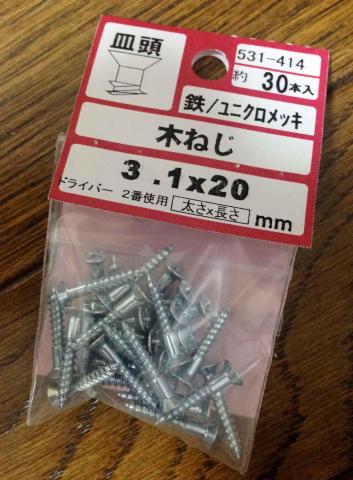 皿頭
531-414
約 30本入
鉄/ユニクロメッキ
木ねじ
3.1x20
ドライバー 2番使用 太さx長さ mm